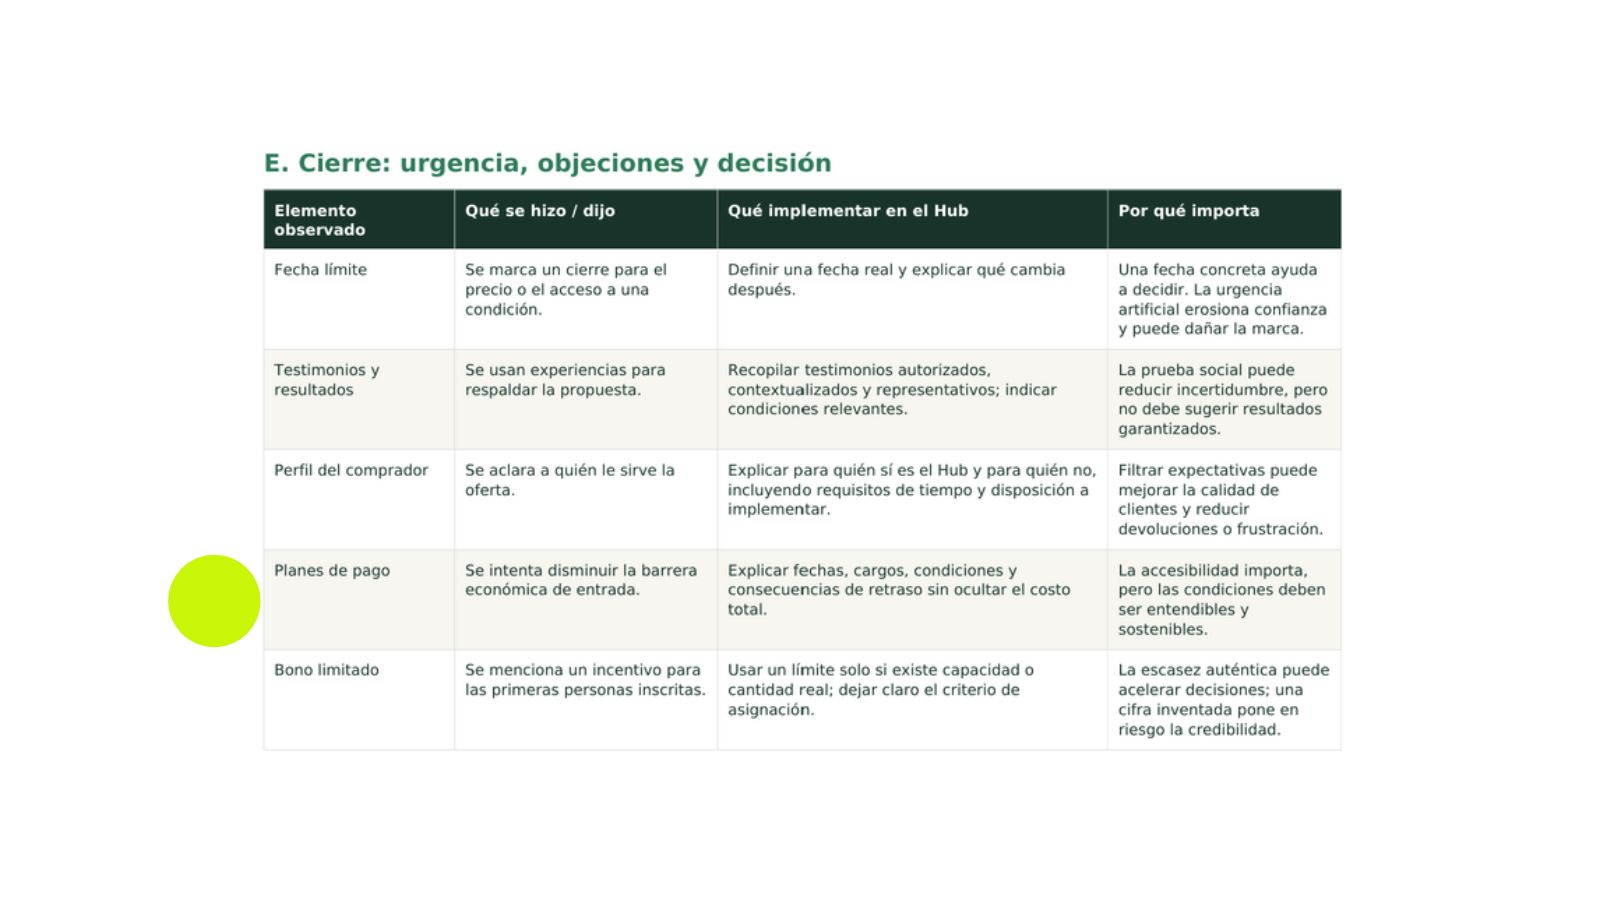 E. Cierre: urgencia, objeciones y decisión
Elemento
observado
Qué se hizo / dijo
Qué implementar en el Hub
Por qué importa
Fecha límite
Se marca un cierre para el
precio o el acceso a una
condición.
Definir una fecha real y explicar qué cambia
después.
Una fecha concreta ayuda
a decidir. La urgencia
artificial erosiona confianza
y puede dañar la marca.
Testimonios y
resultados
Se usan experiencias para
respaldar la propuesta.
Recopilar testimonios autorizados,
contextualizados y representativos; indicar
condiciones relevantes.
La prueba social puede
reducir incertidumbre, pero
no debe sugerir resultados
garantizados.
Perfil del comprador
Se aclara a quién le sirve la
oferta.
Explicar para quién sí es el Hub y para quién no,
incluyendo requisitos de tiempo y disposición a
implementar.
Filtrar expectativas puede
mejorar la calidad de
clientes y reducir
devoluciones o frustración.
Planes de pago
Se intenta disminuir la barrera
económica de entrada.
Explicar fechas, cargos, condiciones y
consecuencias de retraso sin ocultar el costo
total.
La accesibilidad importa,
pero las condiciones deben
ser entendibles y
sostenibles.
Bono limitado
Se menciona un incentivo para
las primeras personas inscritas.
Usar un límite solo si existe capacidad o
cantidad real; dejar claro el criterio de
asignación.
La escasez auténtica puede
acelerar decisiones; una
cifra inventada pone en
riesgo la credibilidad.